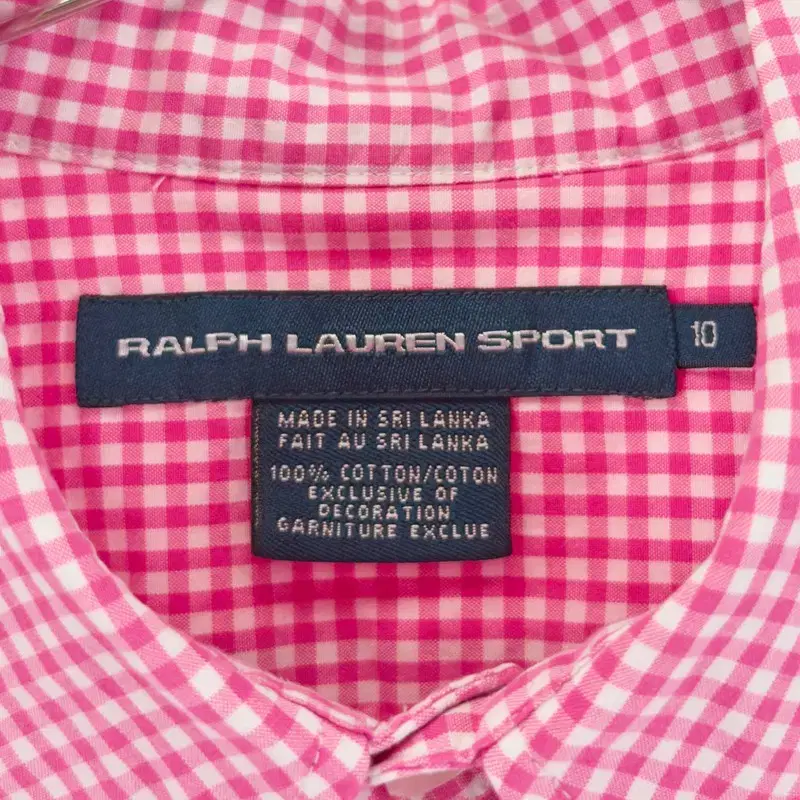 RALPH LAUREN SPORT
10
MADE IN SRI LANKA
FAIT AU SRI LANKA
100% COTTON/COTON
EXCLUSIVE OF
DECORATION
GARNITURE EXCLUE